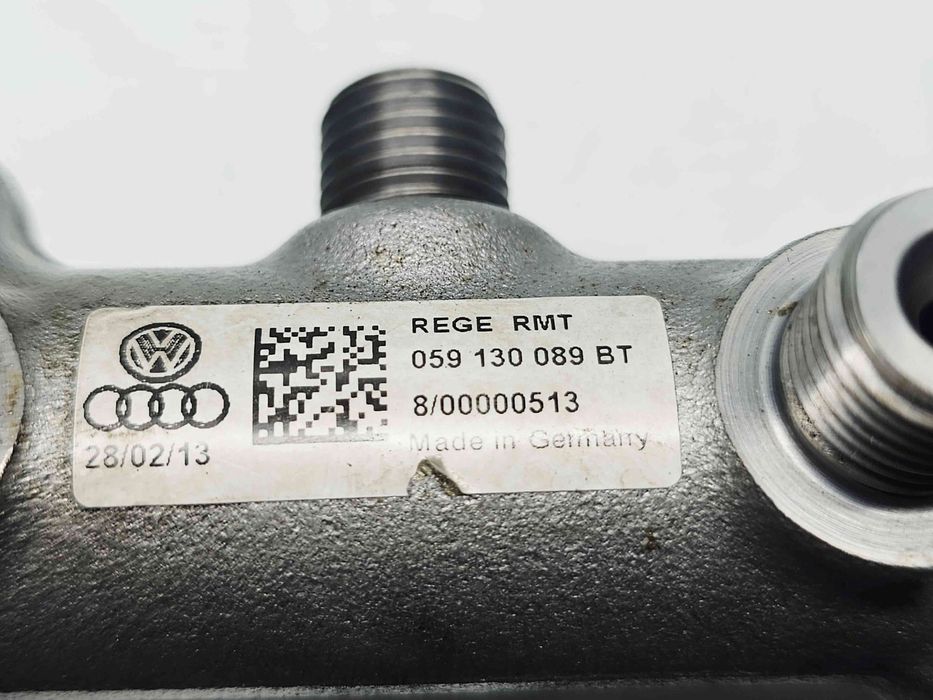 REGE RMT
059 130 089 BT
8/00000513
Made in Germany
28/02/13